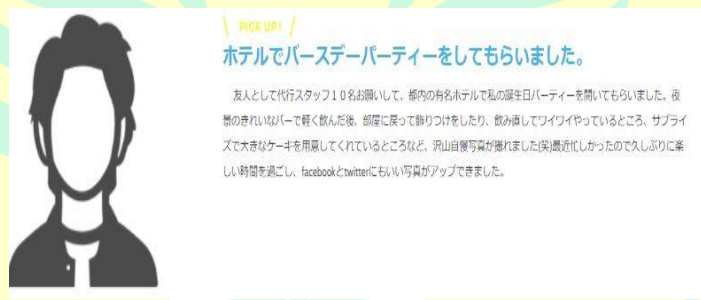 PICK UP!
ホテルでバースデーパーティーをしてもらいました。
友人として代行スタッフ１０名お願いして、都内の有名ホテルで私の誕生日パーティーを開いてもらいました。夜
景のきれいなバーで軽く飲んだ後、部屋に戻って飾りつけをしたり、飲み直してワイワイやっているところ、サプライ
ズで大きなケーキを用意してくれているところなど、沢山自慢写真が撮れました(笑)最近忙しかったので久しぶりに楽
しい時間を過ごし、facebookとtwitterにもいい写真がアップできました。